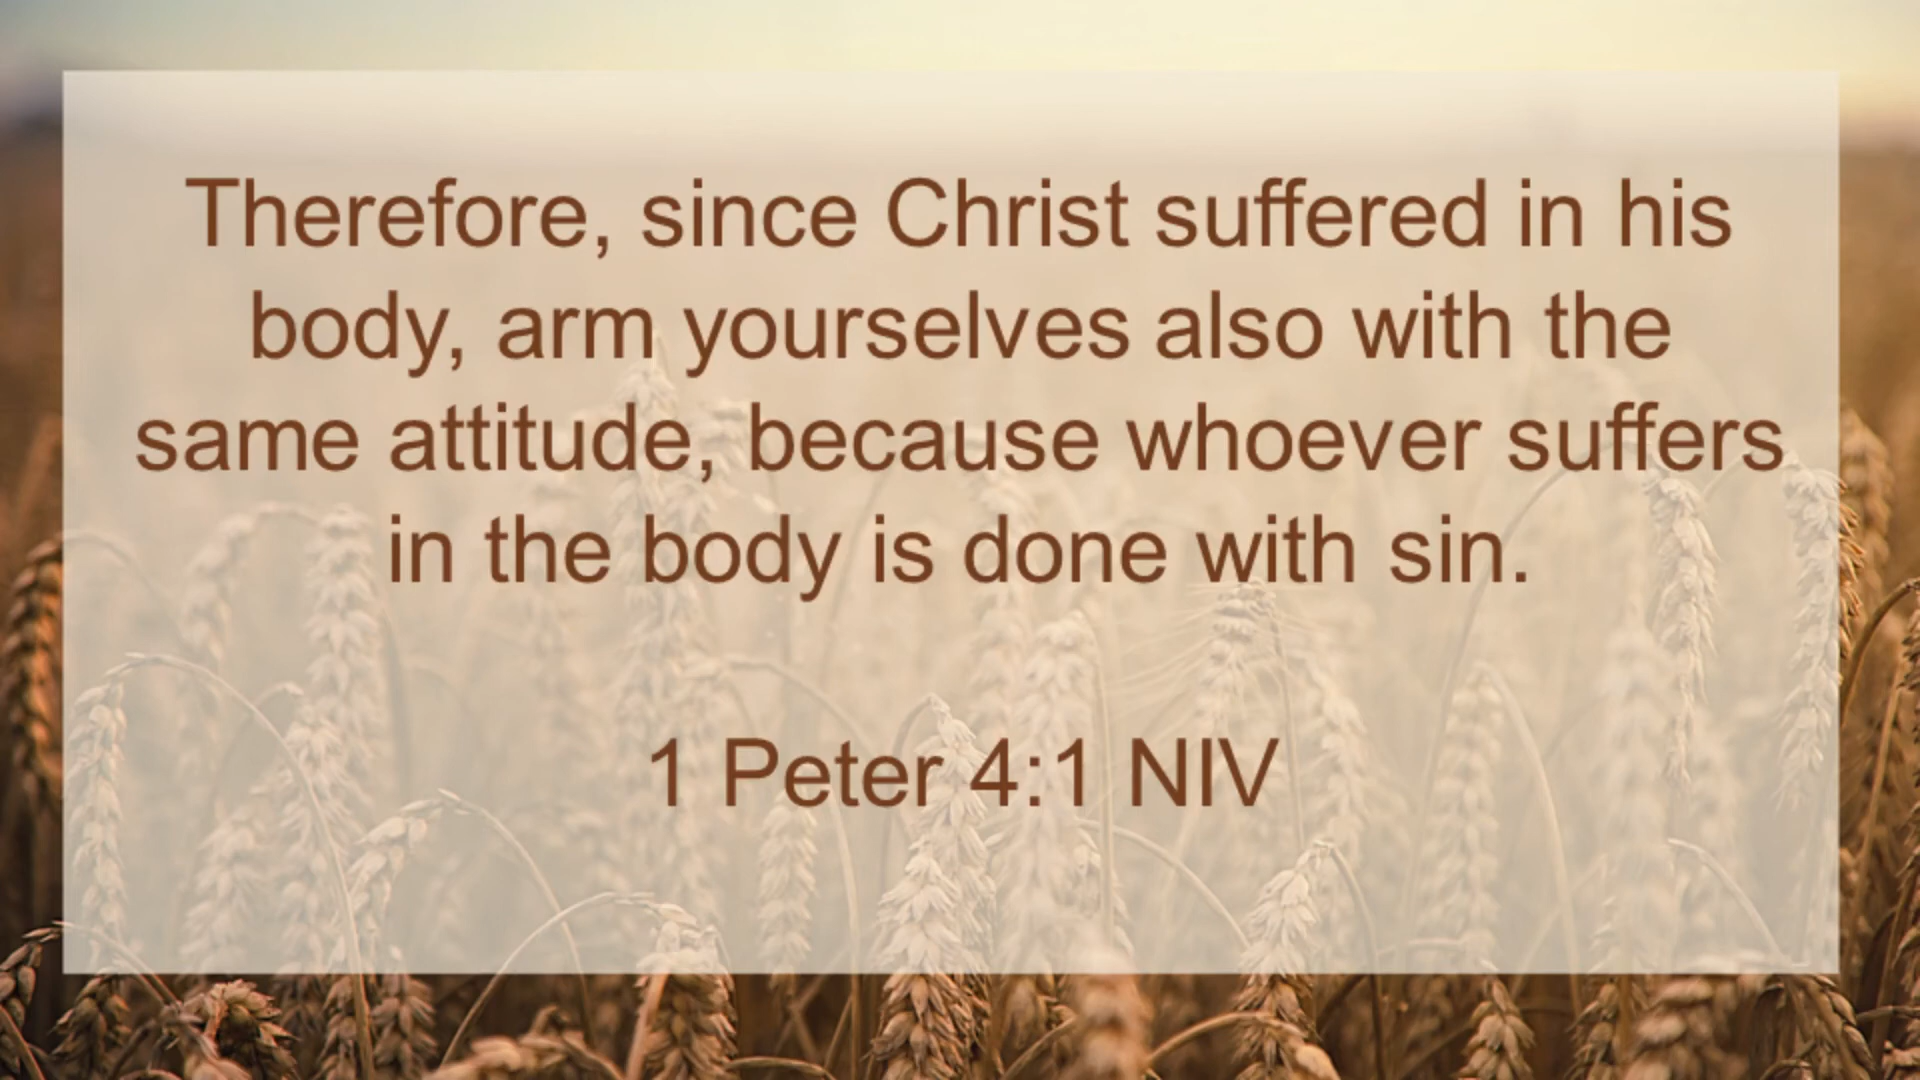 Therefore, since Christ suffered in his
body, arm yourselves also with the
same attitude, because whoever suffers
in the body is done with sin.
1 Peter 4:1 NIV